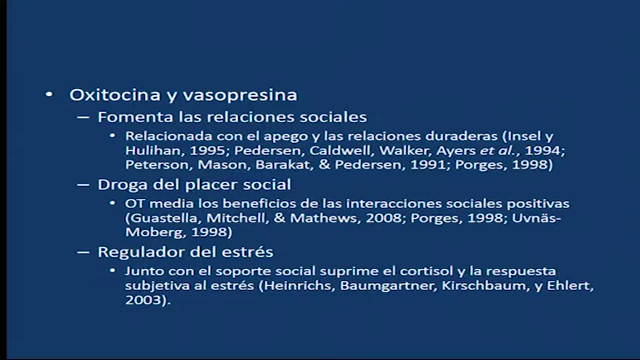 • Oxitocina y vasopresina
– Fomenta las relaciones sociales
• Relacionada con el apego y las relaciones duraderas (Insel y
Hulihan, 1995; Pedersen, Caldwell, Walker, Ayers et al., 1994;
Peterson, Mason, Barakat, & Pedersen, 1991; Porges, 1998)
– Droga del placer social
• OT media los beneficios de las interacciones sociales positivas
(Guastella, Mitchell, & Mathews, 2008; Porges, 1998; Uvnäs-
Moberg, 1998)
– Regulador del estrés
• Junto con el soporte social suprime el cortisol y la respuesta
subjetiva al estrés (Heinrichs, Baumgartner, Kirschbaum, y Ehlert,
2003).